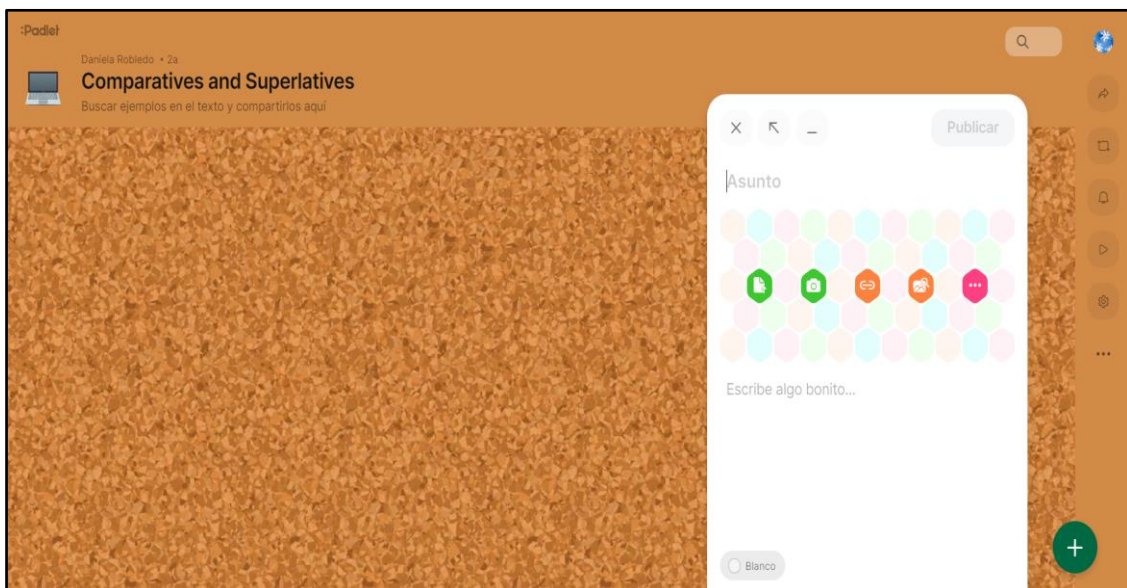 :Padlet
Daniela Robledo • 2a
Comparatives and Superlatives
Buscar ejemplos en el texto y compartirlos aquí
Publicar
Asunto
Escribe algo bonito...
Blanco